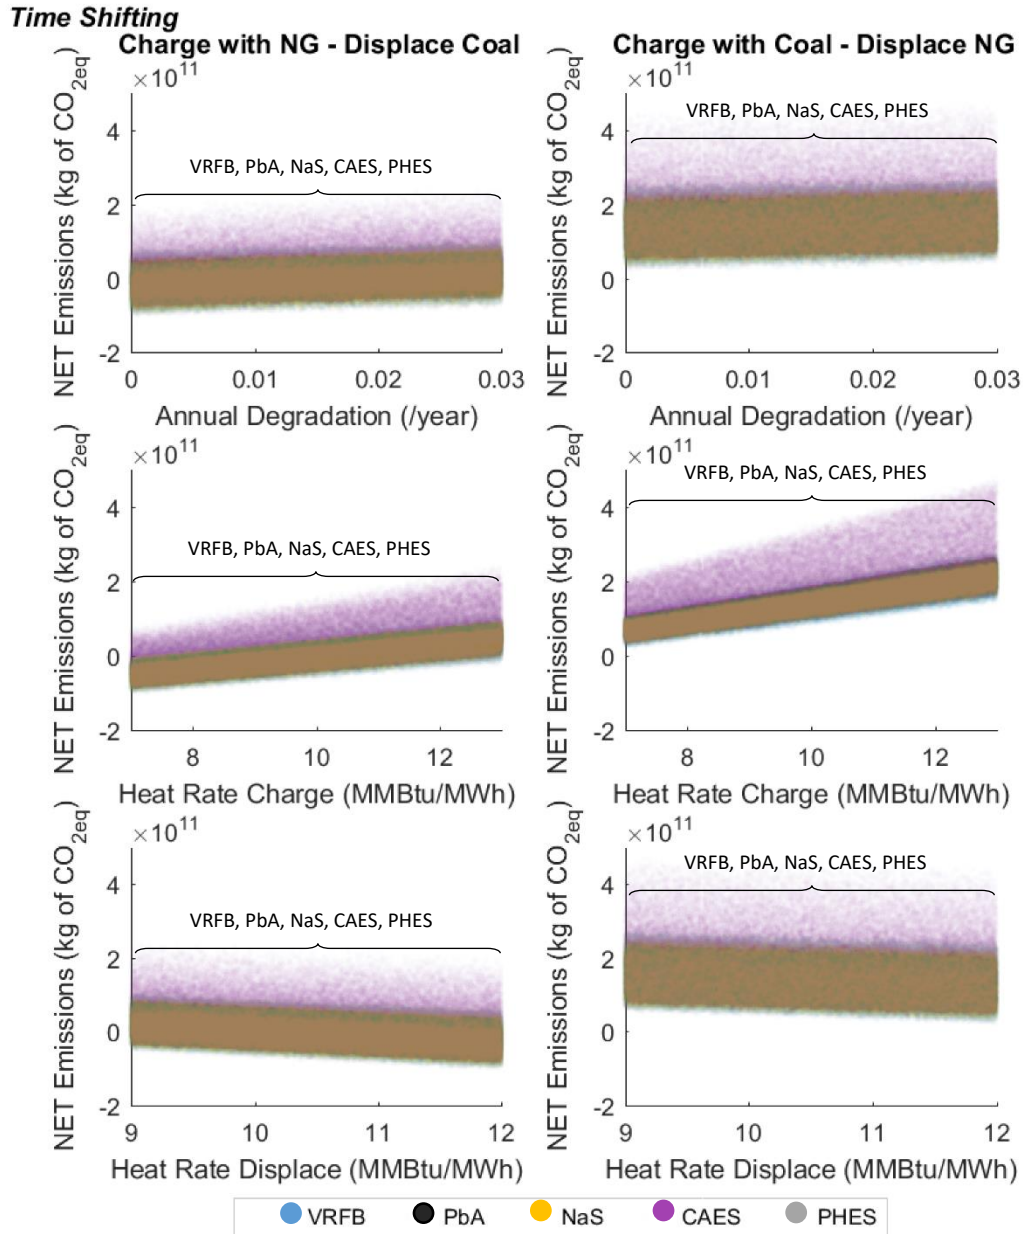 Time Shifting
Charge with NG - Displace Coal
Charge with Coal - Displace NG
×10^11
NET Emissions (kg of CO2eq)
4
2
0
-2
VRFB, PbA, NaS, CAES, PHES
0 0.01 0.02 0.03
Annual Degradation (/year)
×10^11
NET Emissions (kg of CO2eq)
4
2
0
-2
VRFB, PbA, NaS, CAES, PHES
0 0.01 0.02 0.03
Annual Degradation (/year)
×10^11
NET Emissions (kg of CO2eq)
4
2
0
-2
VRFB, PbA, NaS, CAES, PHES
8 10 12
Heat Rate Charge (MMBtu/MWh)
×10^11
NET Emissions (kg of CO2eq)
4
2
0
-2
VRFB, PbA, NaS, CAES, PHES
8 10 12
Heat Rate Charge (MMBtu/MWh)
×10^11
NET Emissions (kg of CO2eq)
4
2
0
-2
VRFB, PbA, NaS, CAES, PHES
9 10 11 12
Heat Rate Displace (MMBtu/MWh)
×10^11
NET Emissions (kg of CO2eq)
4
2
0
-2
VRFB, PbA, NaS, CAES, PHES
9 10 11 12
Heat Rate Displace (MMBtu/MWh)
VRFB PbA NaS CAES PHES